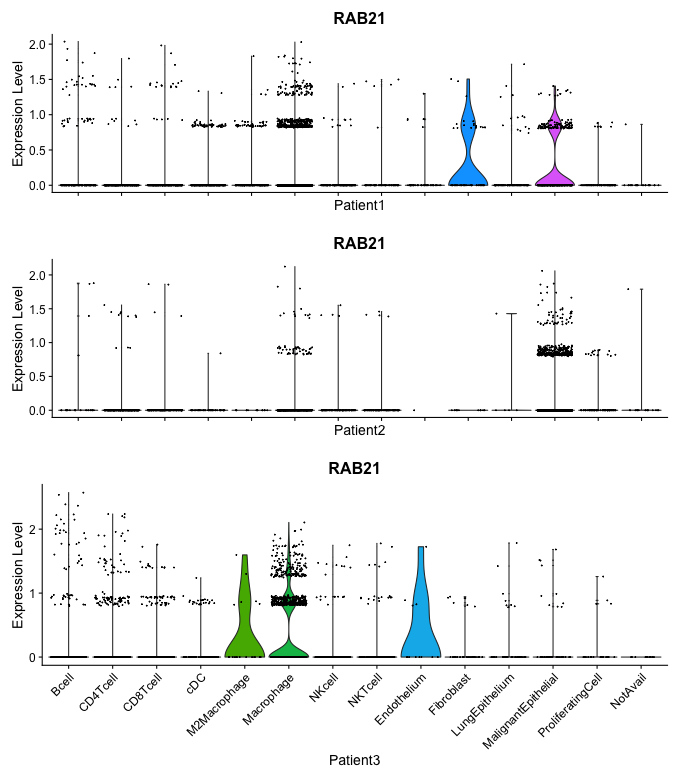 RAB21
Expression Level
2.0
1.5
1.0
0.5
0.0
Patient1
RAB21
Expression Level
2.0
1.5
1.0
0.5
0.0
Patient2
RAB21
Expression Level
2
1
0
Bcell
CD4Tcell
CD8Tcell
cDC
M2Macrophage
Macrophage
NKcell
NKTcell
Endothelium
Fibroblast
LungEpithelium
MalignantEpithelial
ProliferatingCell
NotAvail
Patient3